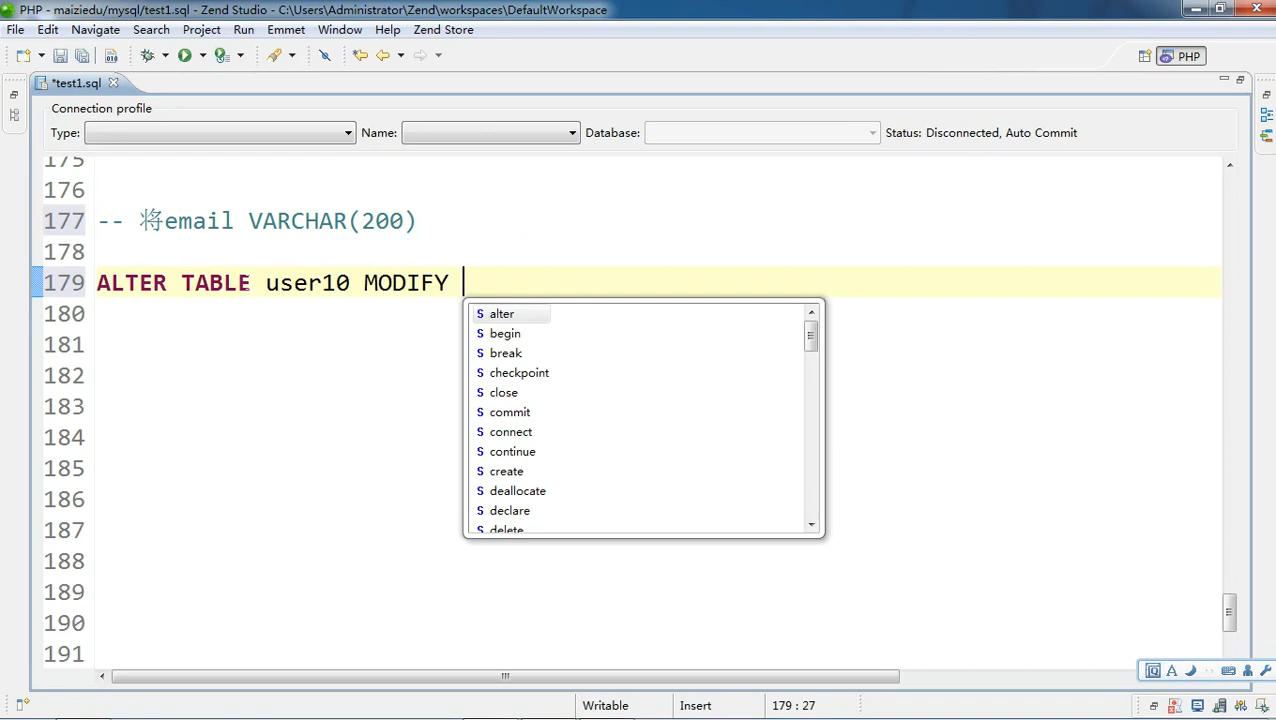 PHP - maiziedu/mysql/test1.sql - Zend Studio - C:\Users\Administrator\Zend\workspaces\DefaultWorkspace
File Edit Navigate Search Project Run Emmet Window Help Zend Store
PHP
*test1.sql
Connection profile
Type: Name: Database: Status: Disconnected, Auto Commit
175
176
177 -- 将email VARCHAR(200)
178
179 ALTER TABLE user10 MODIFY
180
181
182
183
184
185
186
187
188
189
190
191
S alter
S begin
S break
S checkpoint
S close
S commit
S connect
S continue
S create
S deallocate
S declare
S delete
Writable Insert 179 : 27